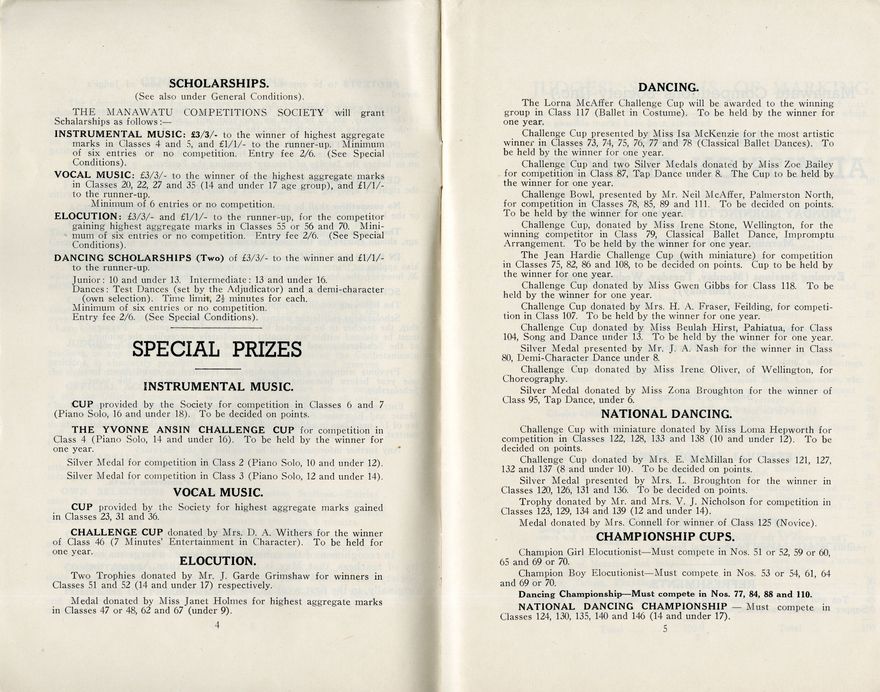 SCHOLARSHIPS.
(See also under General Conditions).
THE MANAWATU COMPETITIONS SOCIETY will grant
Schalarships as follows:—
INSTRUMENTAL MUSIC: £3/3/- to the winner of highest aggregate
marks in Classes 4 and 5, and £1/1/- to the runner-up. Minimum
of six entries or no competition. Entry fee 2/6. (See Special
Conditions).
VOCAL MUSIC: £3/3/- to the winner of the highest aggregate marks
in Classes 20, 22, 27 and 35 (14 and under 17 age group), and £1/1/-
to the runner-up.
Minimum of 6 entries or no competition.
ELOCUTION: £3/3/- and £1/1/- to the runner-up, for the competitor
gaining highest aggregate marks in Classes 55 or 56 and 70. Mini-
mum of six entries or no competition. Entry fee 2/6. (See Special
Conditions).
DANCING SCHOLARSHIPS (Two) of £3/3/- to the winner and £1/1/-
to the runner-up.
Junior: 10 and under 13. Intermediate: 13 and under 16.
Dances: Test Dances (set by the Adjudicator) and a demi-character
(own selection). Time limit, 2½ minutes for each.
Minimum of six entries or no competition.
Entry fee 2/6. (See Special Conditions).
SPECIAL PRIZES
INSTRUMENTAL MUSIC.
CUP provided by the Society for competition in Classes 6 and 7
(Piano Solo, 16 and under 18). To be decided on points.
THE YVONNE ANSIN CHALLENGE CUP for competition in
Class 4 (Piano Solo, 14 and under 16). To be held by the winner for
one year.
Silver Medal for competition in Class 2 (Piano Solo, 10 and under 12).
Silver Medal for competition in Class 3 (Piano Solo, 12 and under 14).
VOCAL MUSIC.
CUP provided by the Society for highest aggregate marks gained
in Classes 23, 31 and 36.
CHALLENGE CUP donated by Mrs. D. A. Withers for the winner
of Class 46 (7 Minutes' Entertainment in Character). To be held for
one year.
ELOCUTION.
Two Trophies donated by Mr. J. Garde Grimshaw for winners in
Classes 51 and 52 (14 and under 17) respectively.
Medal donated by Miss Janet Holmes for highest aggregate marks
in Classes 47 or 48, 62 and 67 (under 9).
4
DANCING.
The Lorna McAffer Challenge Cup will be awarded to the winning
group in Class 117 (Ballet in Costume). To be held by the winner for
one year.
Challenge Cup presented by Miss Isa McKenzie for the most artistic
winner in Classes 73, 74, 75, 76, 77 and 78 (Classical Ballet Dances). To
be held by the winner for one year.
Challenge Cup and two Silver Medals donated by Miss Zoe Bailey
for competition in Class 87, Tap Dance under 8. The Cup to be held by
the winner for one year.
Challenge Bowl, presented by Mr. Neil McAffer, Palmerston North,
for competition in Classes 78, 85, 89 and 111. To be decided on points.
To be held by the winner for one year.
Challenge Cup, donated by Miss Irene Stone, Wellington, for the
winning competitor in Class 79, Classical Ballet Dance, Impromptu
Arrangement. To be held by the winner for one year.
The Jean Hardie Challenge Cup (with miniature) for competition
in Classes 75, 82, 86 and 108, to be decided on points. Cup to be held by
the winner for one year.
Challenge Cup donated by Miss Gwen Gibbs for Class 118. To be
held by the winner for one year.
Challenge Cup donated by Mrs. H. A. Fraser, Feilding, for competi-
tion in Class 107. To be held by the winner for one year.
Challenge Cup donated by Miss Beulah Hirst, Pahiatua, for Class
104, Song and Dance under 13. To be held by the winner for one year.
Silver Medal presented by Mr. J. A. Nash for the winner in Class
80, Demi-Character Dance under 8.
Challenge Cup donated by Miss Irene Oliver, of Wellington, for
Choreography.
Silver Medal donated by Miss Zona Broughton for the winner of
Class 95, Tap Dance, under 6.
NATIONAL DANCING.
Challenge Cup with miniature donated by Miss Loma Hepworth for
competition in Classes 122, 128, 133 and 138 (10 and under 12). To be
decided on points.
Challenge Cup donated by Mrs. E. McMillan for Classes 121, 127,
132 and 137 (8 and under 10). To be decided on points.
Silver Medal presented by Mrs. L. Broughton for the winner in
Classes 120, 126, 131 and 136. To be decided on points.
Trophy donated by Mr. and Mrs. V. J. Nicholson for competition in
Classes 123, 129, 134 and 139 (12 and under 14).
Medal donated by Mrs. Connell for winner of Class 125 (Novice).
CHAMPIONSHIP CUPS.
Champion Girl Elocutionist—Must compete in Nos. 51 or 52, 59 or 60,
65 and 69 or 70.
Champion Boy Elocutionist—Must compete in Nos. 53 or 54, 61, 64
and 69 or 70.
Dancing Championship—Must compete in Nos. 77, 84, 88 and 110.
NATIONAL DANCING CHAMPIONSHIP — Must compete in
Classes 124, 130, 135, 140 and 146 (14 and under 17).
5